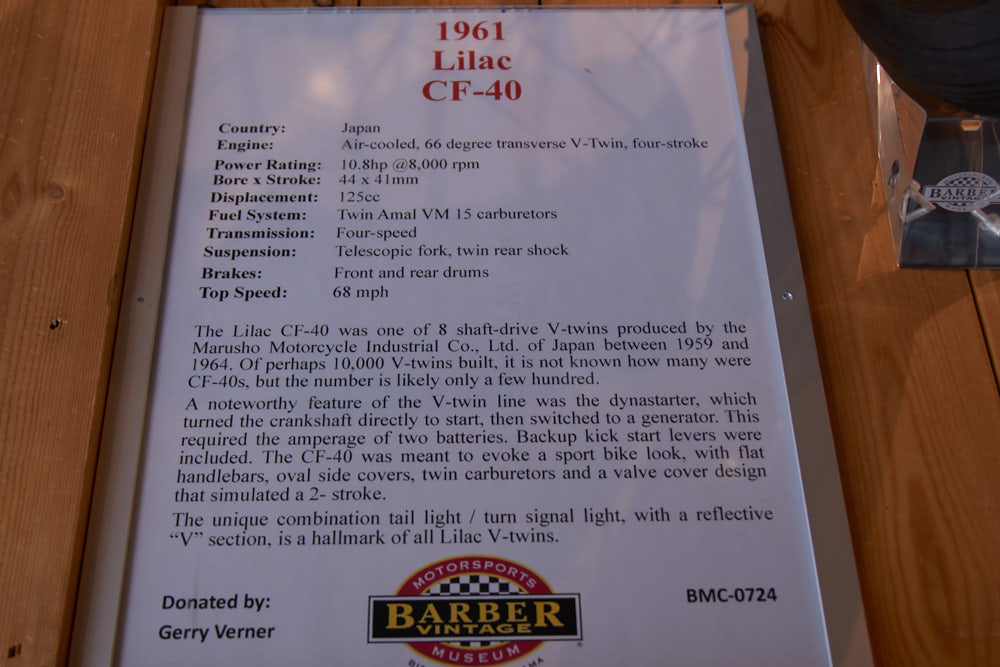 1961
Lilac
CF-40
Country: Japan
Engine: Air-cooled, 66 degree transverse V-Twin, four-stroke
Power Rating: 10.8hp @8,000 rpm
Bore x Stroke: 44 x 41mm
Displacement: 125cc
Fuel System: Twin Amal VM 15 carburetors
Transmission: Four-speed
Suspension: Telescopic fork, twin rear shock
Brakes: Front and rear drums
Top Speed: 68 mph
The Lilac CF-40 was one of 8 shaft-drive V-twins produced by the
Marusho Motorcycle Industrial Co., Ltd. of Japan between 1959 and
1964. Of perhaps 10,000 V-twins built, it is not known how many were
CF-40s, but the number is likely only a few hundred.
A noteworthy feature of the V-twin line was the dynastarter, which
turned the crankshaft directly to start, then switched to a generator. This
required the amperage of two batteries. Backup kick start levers were
included. The CF-40 was meant to evoke a sport bike look, with flat
handlebars, oval side covers, twin carburetors and a valve cover design
that simulated a 2- stroke.
The unique combination tail light / turn signal light, with a reflective
“V” section, is a hallmark of all Lilac V-twins.
Donated by:
Gerry Verner
MOTORSPORTS
BARBER
VINTAGE
MUSEUM
BMC-0724
BARBER
VINTAGE